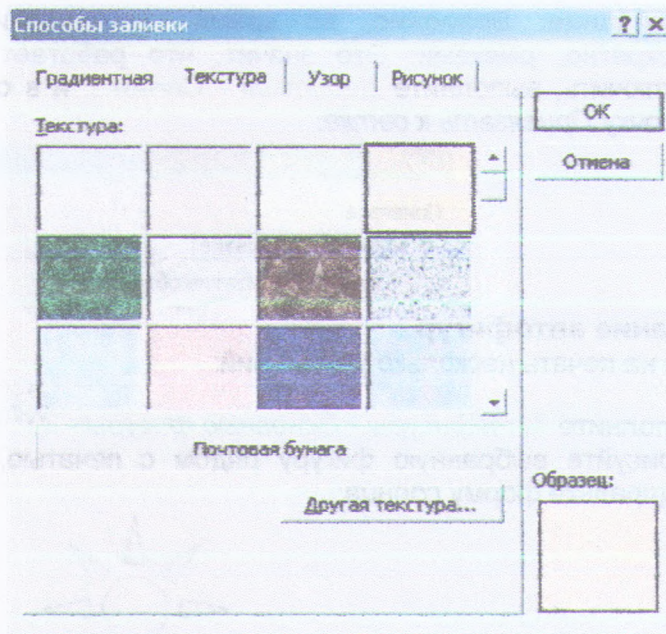 Способы заливки ? ×
Градиентная Текстура Узор Рисунок
ОК
Текстура:
Отмена
Почтовая бумага
Другая текстура...
Образец: